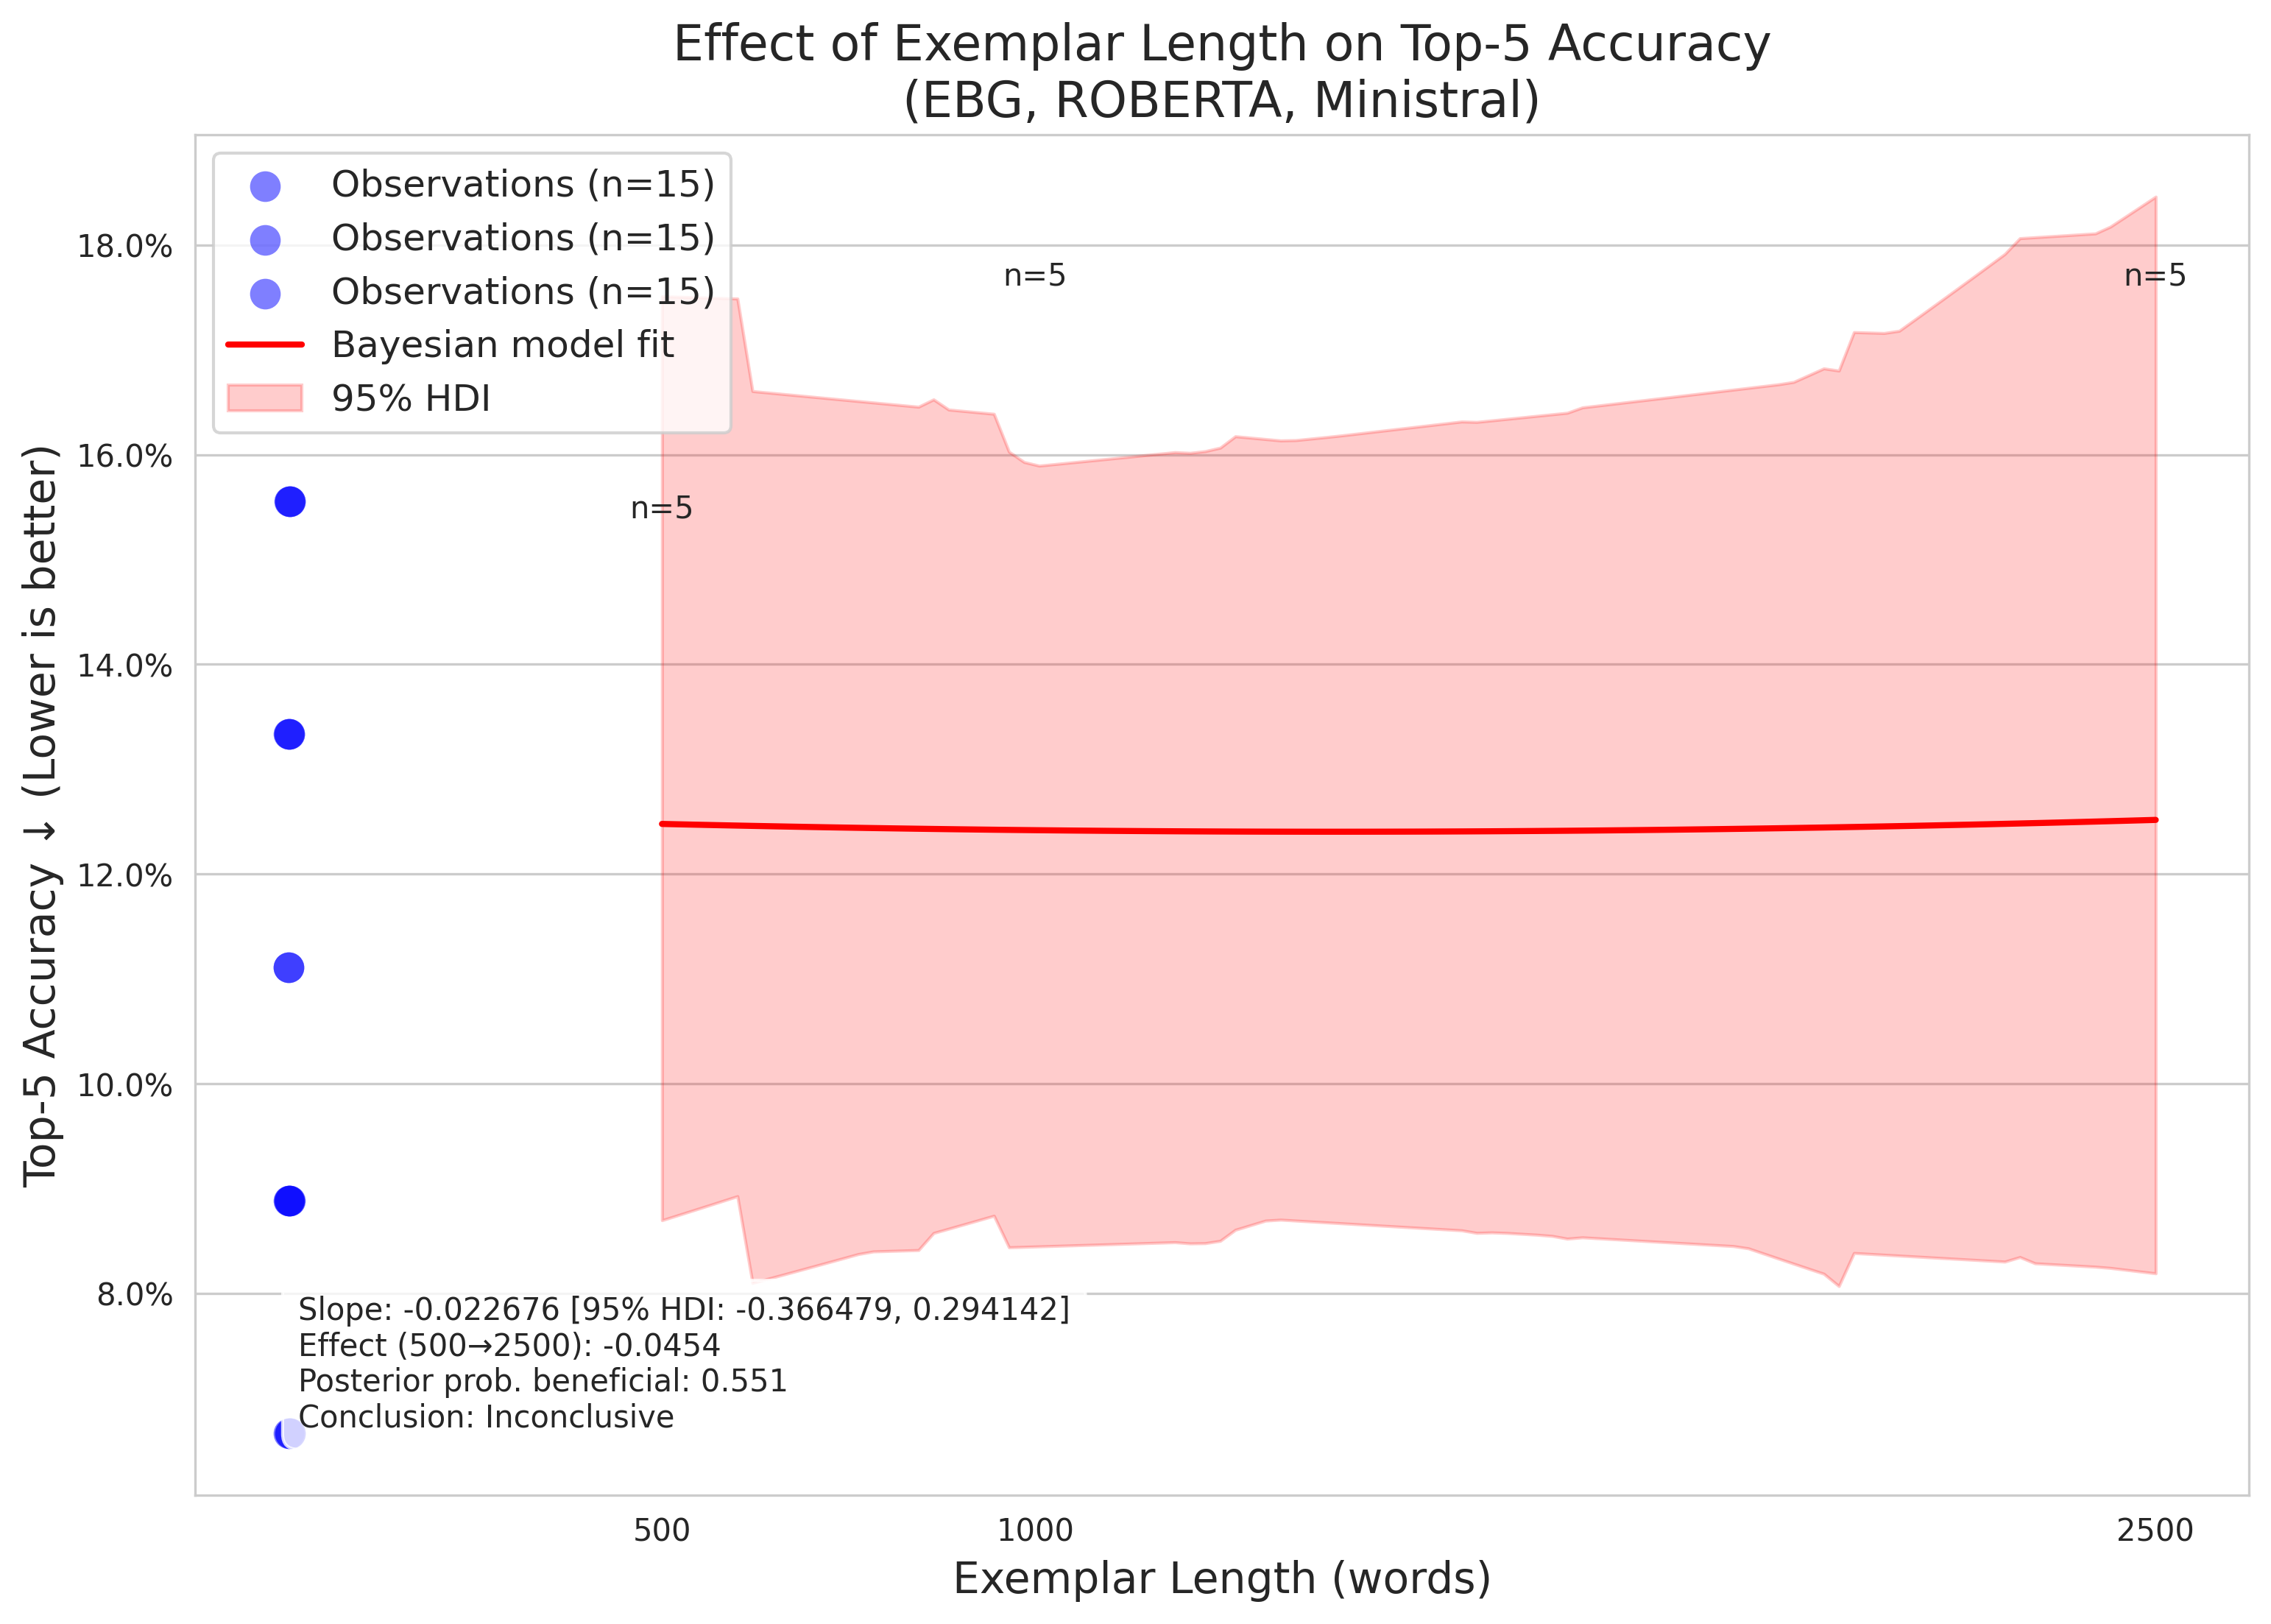 Effect of Exemplar Length on Top-5 Accuracy
(EBG, ROBERTA, Ministral)
Observations (n=15)
Observations (n=15)
Observations (n=15)
Bayesian model fit
95% HDI
n=5
n=5
n=5
Top-5 Accuracy ↓ (Lower is better)
18.0%
16.0%
14.0%
12.0%
10.0%
8.0%
Slope: -0.022676 [95% HDI: -0.366479, 0.294142]
Effect (500→2500): -0.0454
Posterior prob. beneficial: 0.551
Conclusion: Inconclusive
500
1000
2500
Exemplar Length (words)